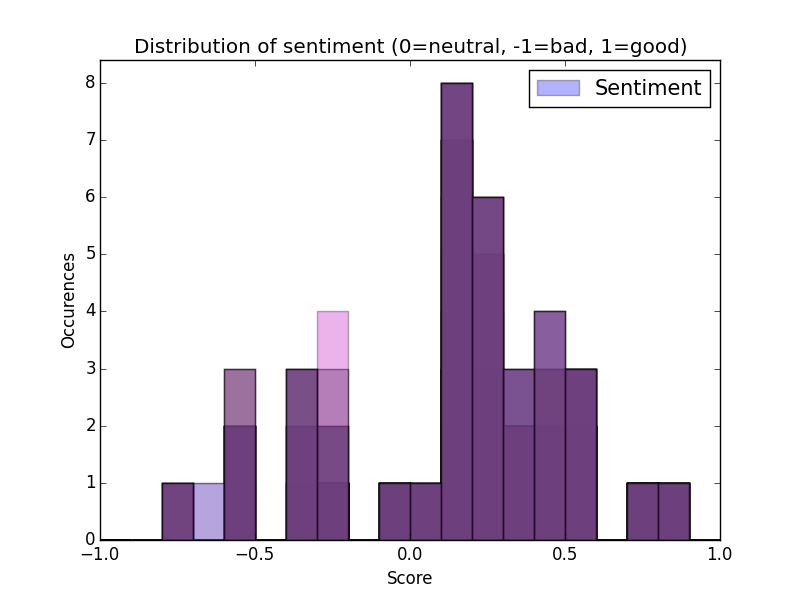 Distribution of sentiment (0=neutral, -1=bad, 1=good)
Sentiment
8
7
6
5
4
3
2
1
0
Occurences
−1.0 −0.5 0.0 0.5 1.0
Score